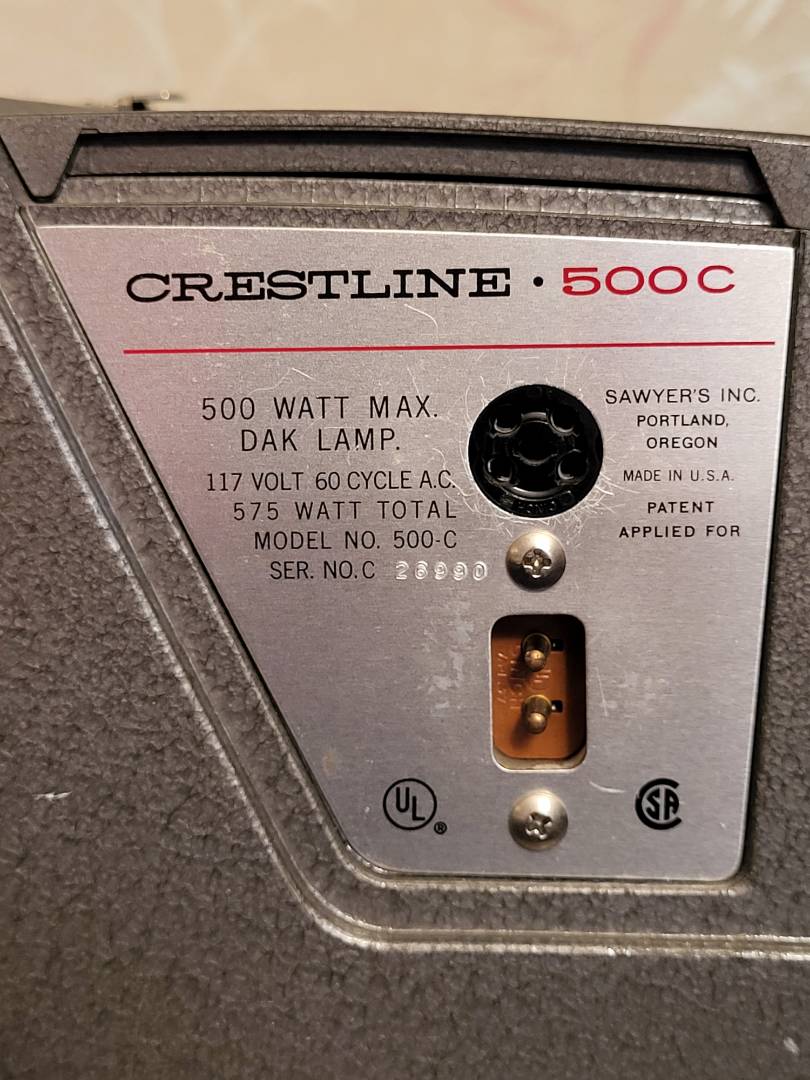 CRESTLINE · 500C
500 WATT MAX.
DAK LAMP.
117 VOLT 60 CYCLE A.C.
575 WATT TOTAL
MODEL NO. 500-C
SER. NO. C 26990
SAWYER'S INC.
PORTLAND,
OREGON
MADE IN U.S.A.
PATENT
APPLIED FOR
UL ®
SA